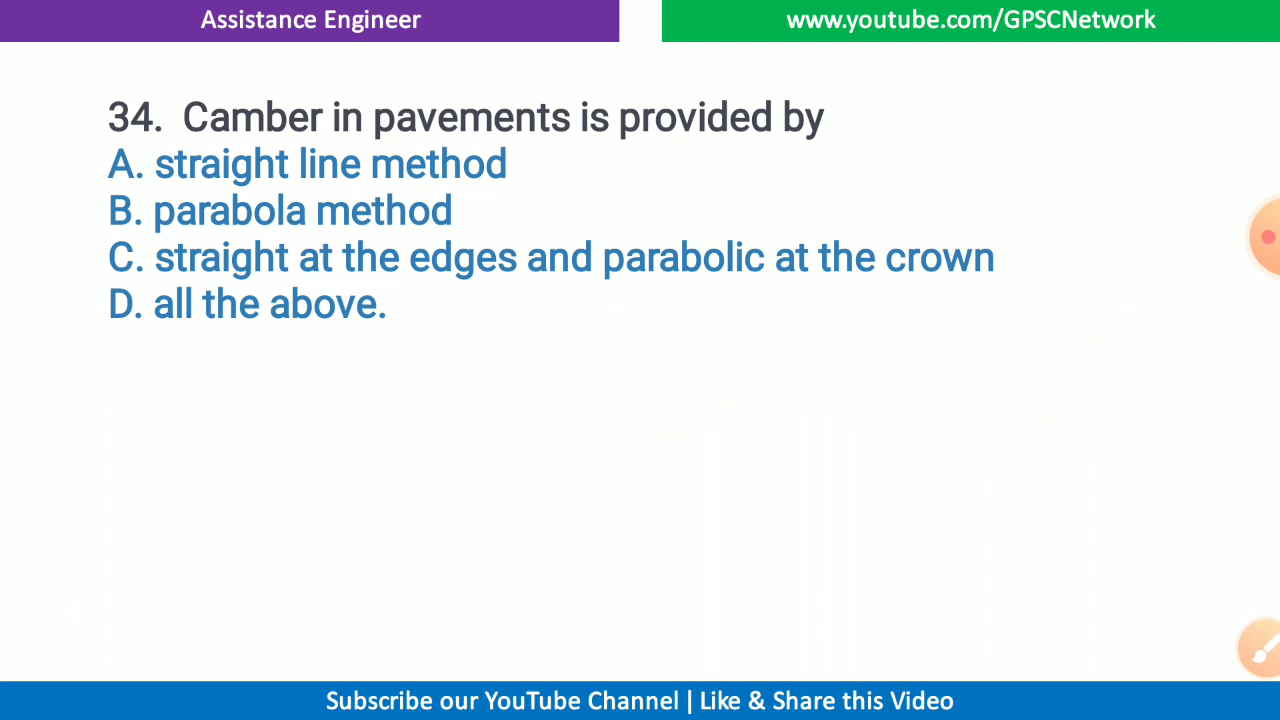 Assistance Engineer
www.youtube.com/GPSCNetwork
34. Camber in pavements is provided by
A. straight line method
B. parabola method
C. straight at the edges and parabolic at the crown
D. all the above.
Subscribe our YouTube Channel | Like & Share this Video